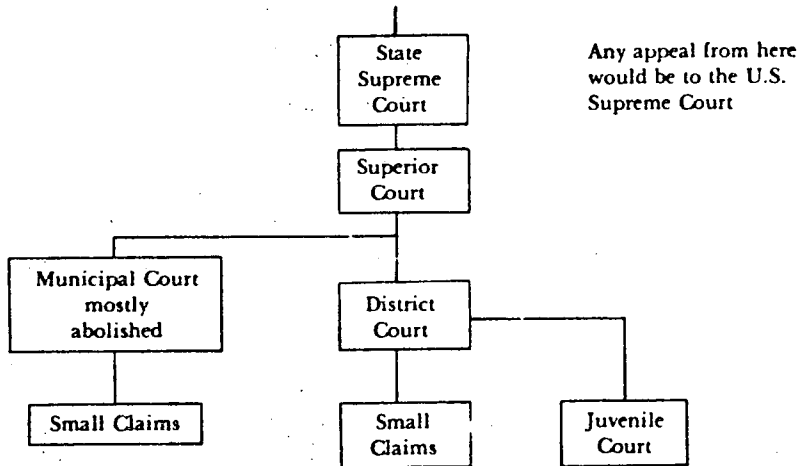 State
Supreme
Court
Any appeal from here
would be to the U.S.
Supreme Court
Superior
Court
Municipal Court
mostly
abolished
District
Court
Small Claims
Small
Claims
Juvenile
Court